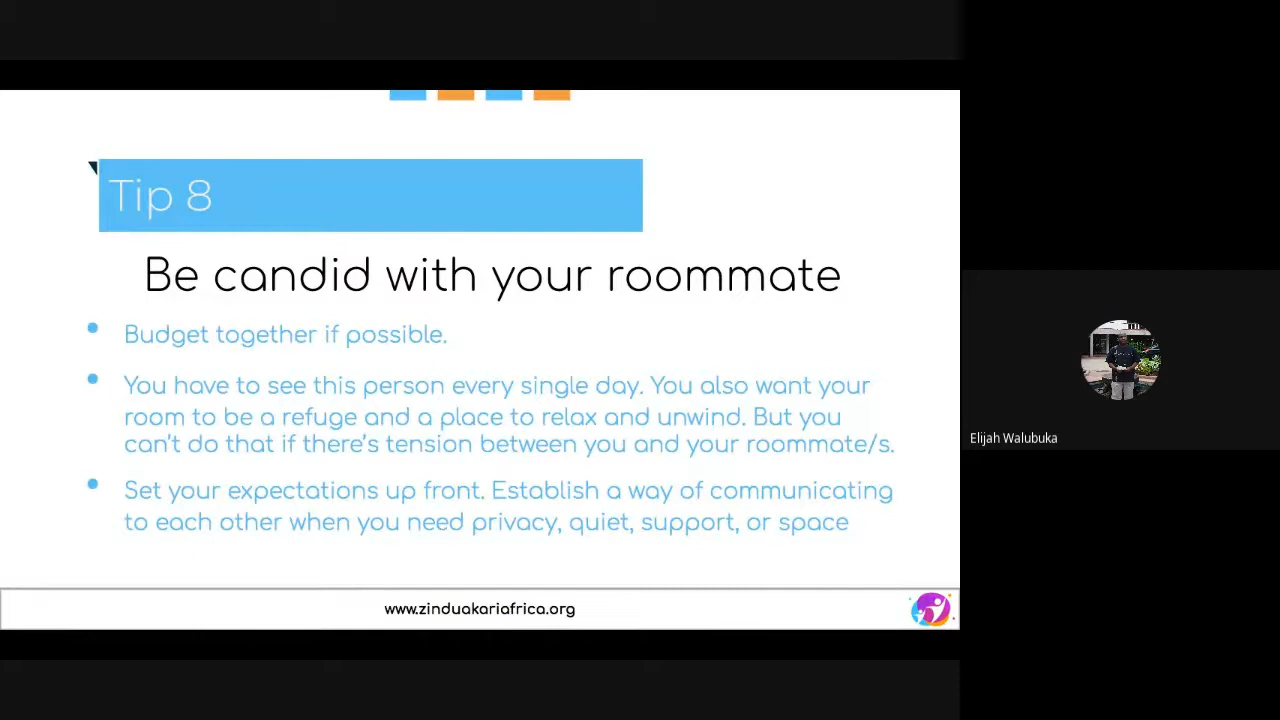 Tip 8
Be candid with your roommate
• Budget together if possible.
• You have to see this person every single day. You also want your
room to be a refuge and a place to relax and unwind. But you
can't do that if there's tension between you and your roommate/s.
• Set your expectations up front. Establish a way of communicating
to each other when you need privacy, quiet, support, or space
www.zinduakariafrica.org
Elijah Walubuka